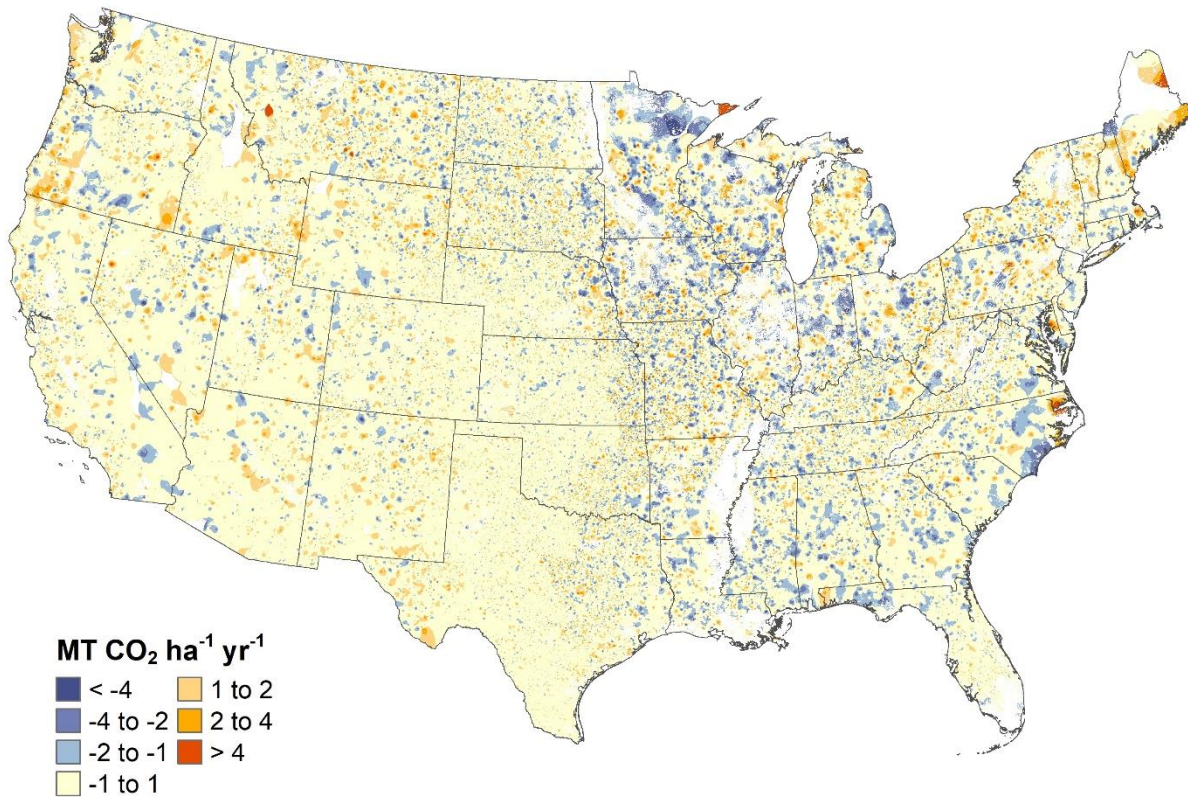 MT CO₂ ha⁻¹ yr⁻¹
< -4
1 to 2
-4 to -2
2 to 4
-2 to -1
> 4
-1 to 1